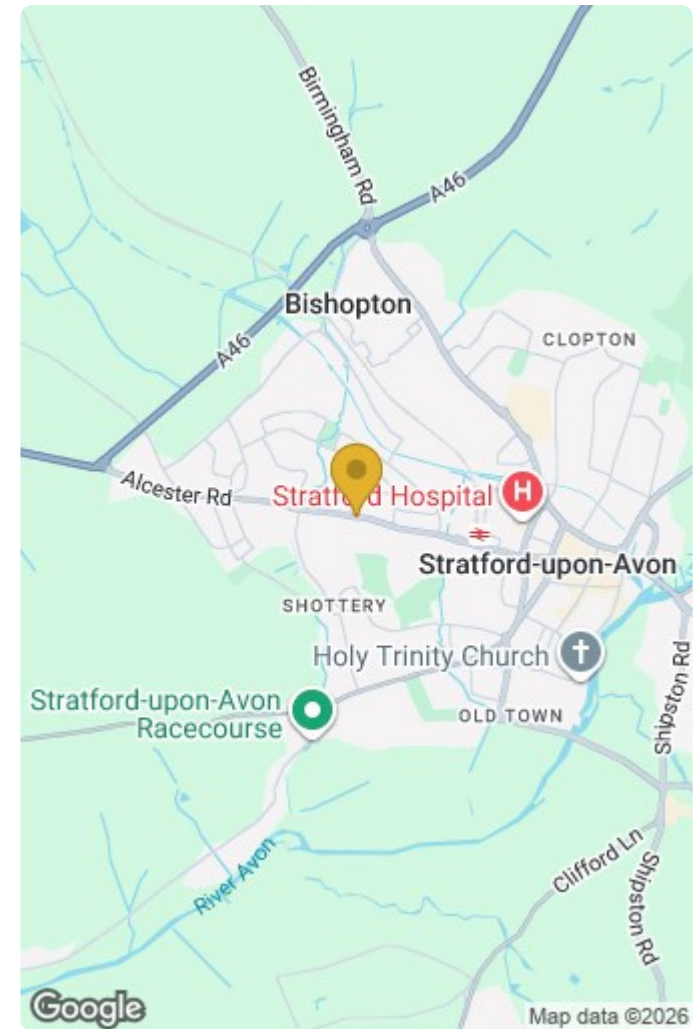 Birmingham Rd
A46
Bishopton
CLOPTON
A46
Alcester Rd
Stratford Hospital
H
Stratford-upon-Avon
SHOTTERY
Holy Trinity Church
Stratford-upon-Avon
Racecourse
OLD TOWN
Shipston Rd
Clifford Ln
River Avon
Shipston Rd
Google
Map data ©2026